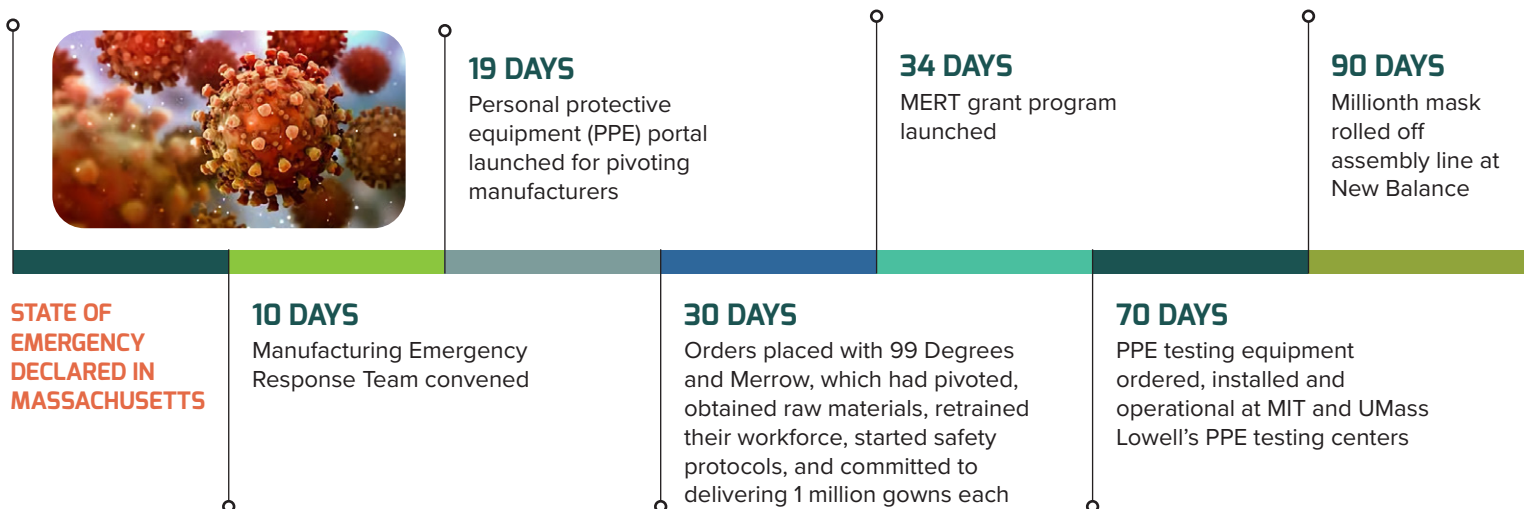 STATE OF
EMERGENCY
DECLARED IN
MASSACHUSETTS
10 DAYS
Manufacturing Emergency
Response Team convened
19 DAYS
Personal protective
equipment (PPE) portal
launched for pivoting
manufacturers
30 DAYS
Orders placed with 99 Degrees
and Merrow, which had pivoted,
obtained raw materials, retrained
their workforce, started safety
protocols, and committed to
delivering 1 million gowns each
34 DAYS
MERT grant program
launched
70 DAYS
PPE testing equipment
ordered, installed and
operational at MIT and UMass
Lowell’s PPE testing centers
90 DAYS
Millionth mask
rolled off
assembly line at
New Balance